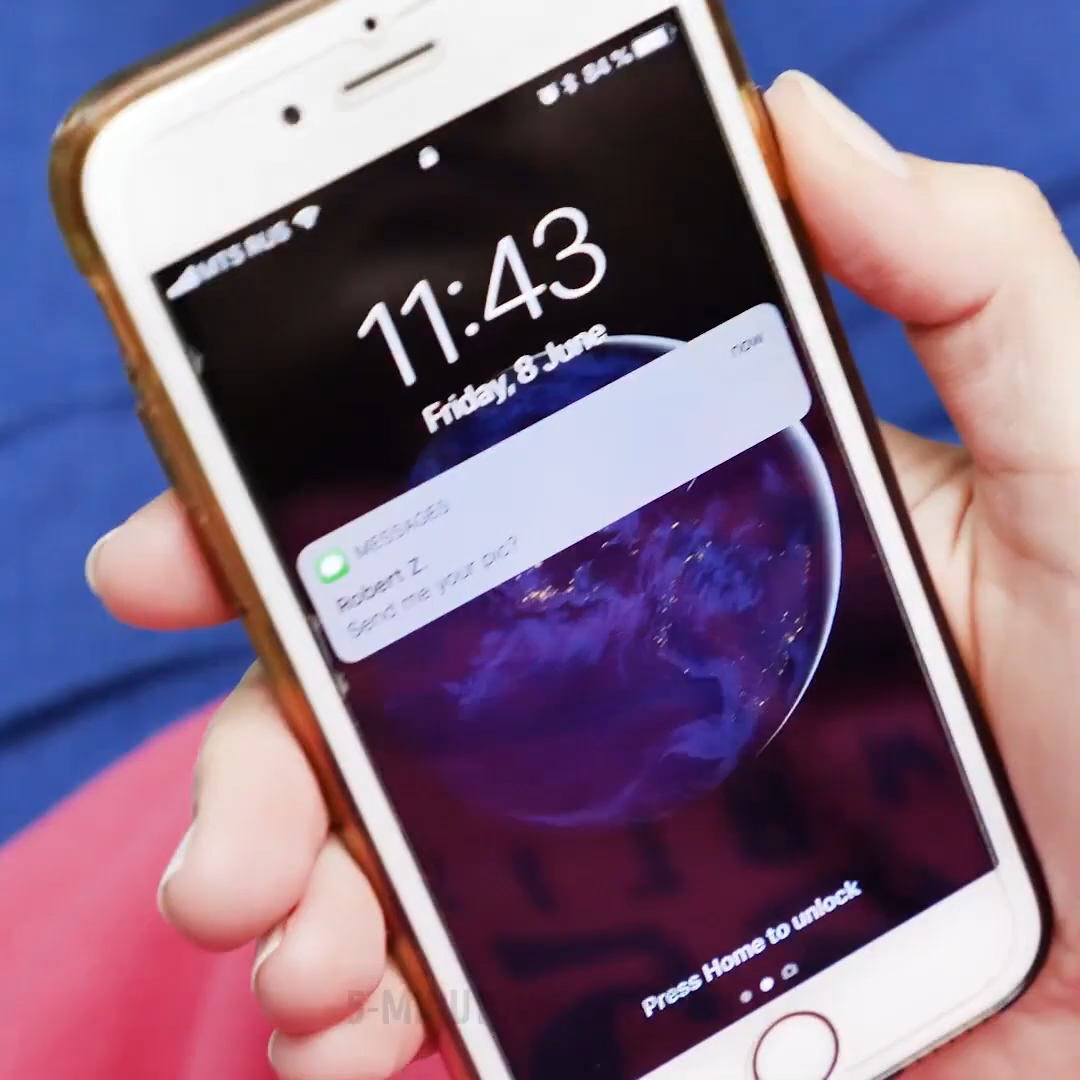 MTS RUS
84 %
11:43
Friday, 8 June
MESSAGES
now
Robert Z.
Send me your pic?
Press Home to unlock
5-M